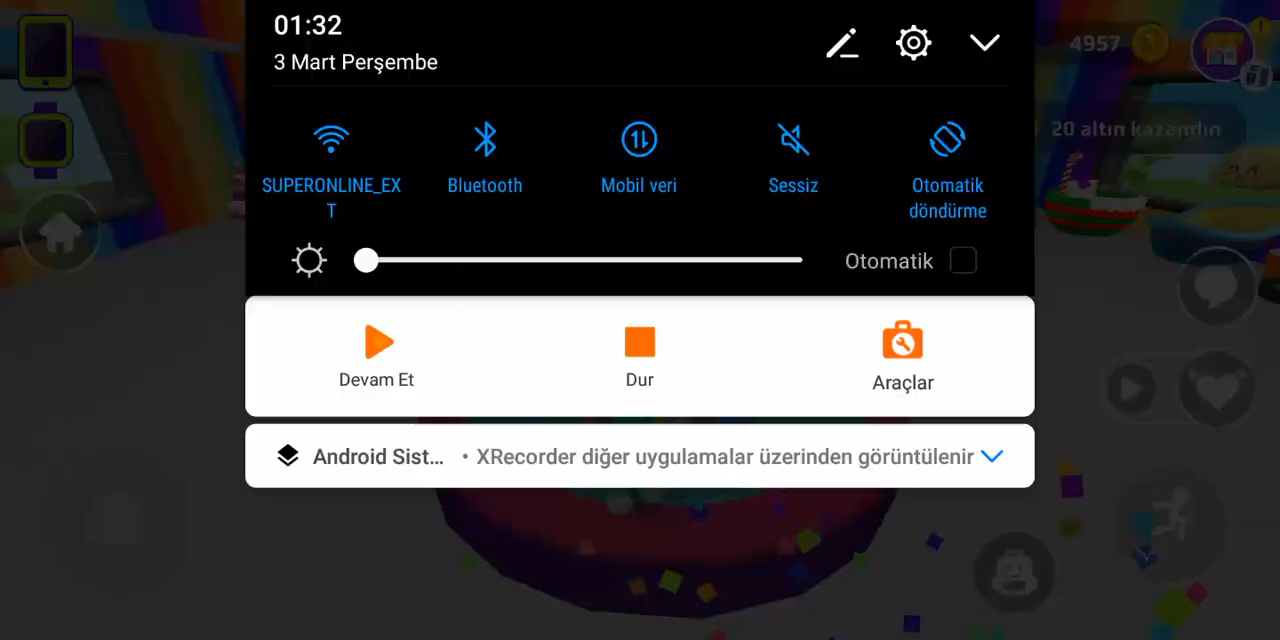 01:32
3 Mart Perşembe
4957
20 altın kazandın
SUPERONLINE_EX
T
Bluetooth
Mobil veri
Sessiz
Otomatik
döndürme
Otomatik
Devam Et
Dur
Araçlar
Android Sist... • XRecorder diğer uygulamalar üzerinden görüntülenir